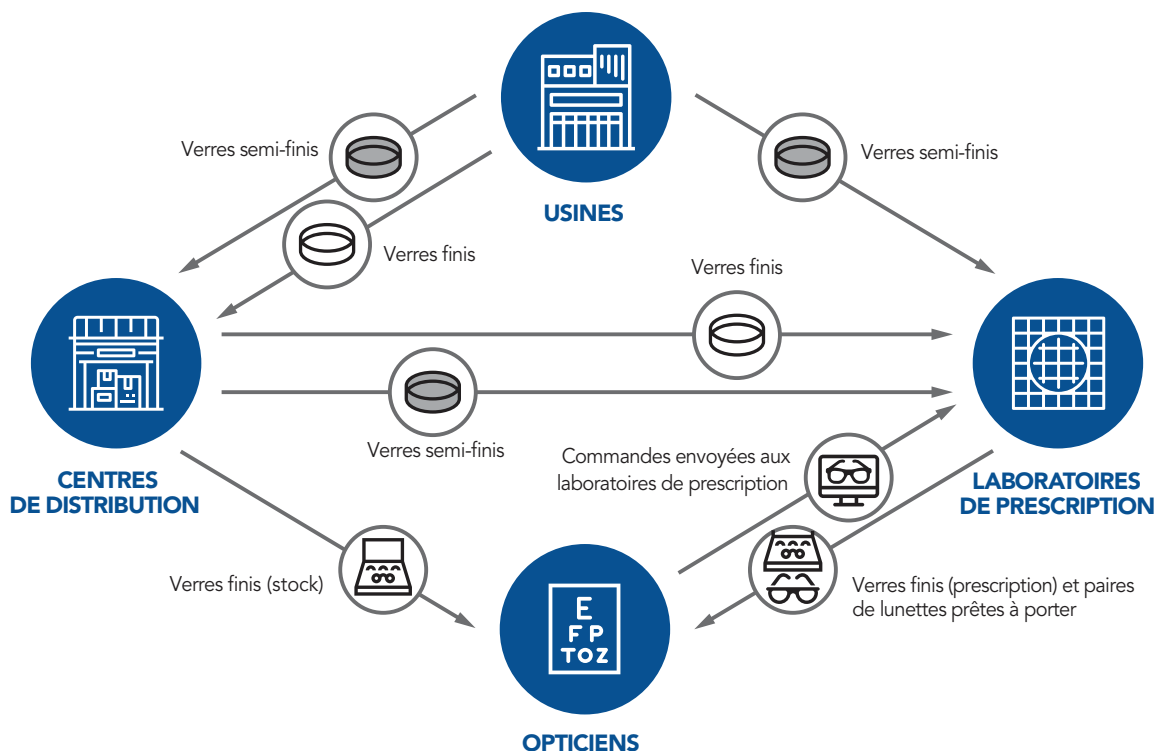 Verres semi-finis
Verres semi-finis
USINES
Verres finis
Verres finis
Verres semi-finis
CENTRES
DE DISTRIBUTION
Commandes envoyées aux
laboratoires de prescription
LABORATOIRES
DE PRESCRIPTION
Verres finis (stock)
E
F P
TOZ
Verres finis (prescription) et paires
de lunettes prêtes à porter
OPTICIENS